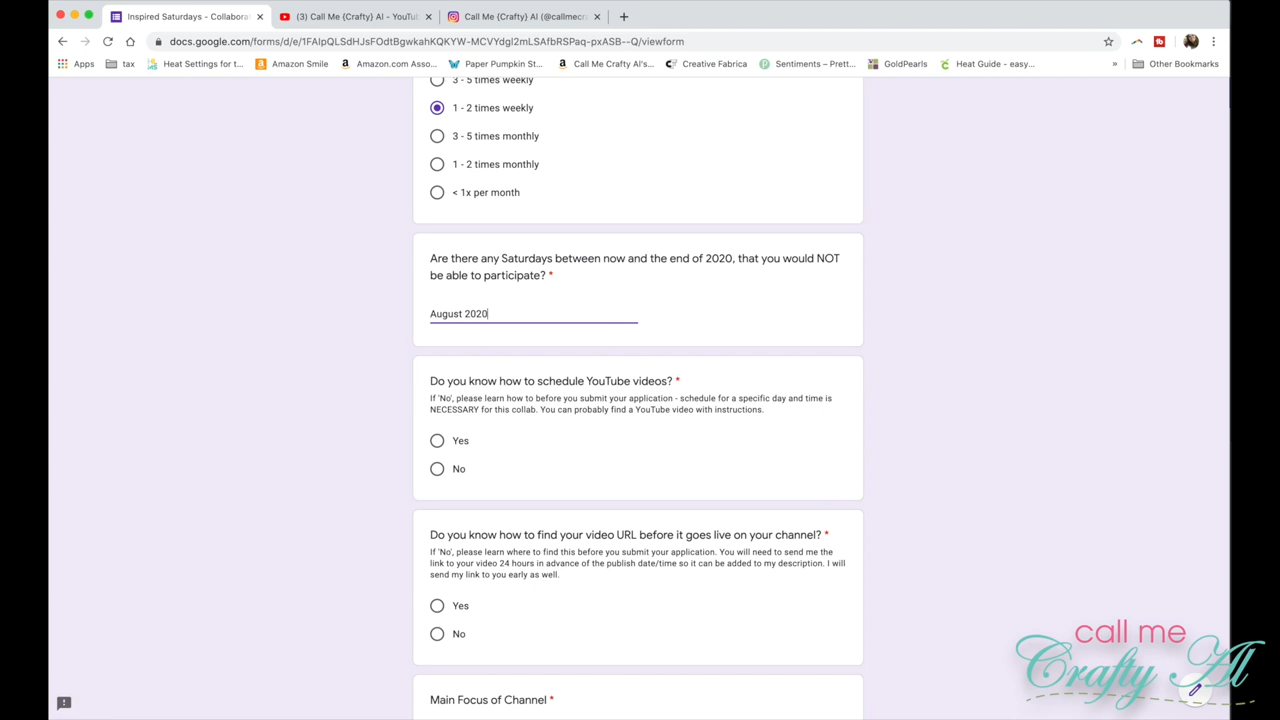 Inspired Saturdays - Collabora
(3) Call Me {Crafty} Al - YouTu
Call Me {Crafty} Al (@callmecr
docs.google.com/forms/d/e/1FAIpQLSdHJsFOdtBgwkahKQKYW-MCVYdgl2mLSAfbRSPaq-pxASB--Q/viewform
Apps
tax
Heat Settings for t...
Amazon Smile
Amazon.com Asso...
Paper Pumpkin St...
Call Me Crafty Al's...
Creative Fabrica
Sentiments – Prett...
GoldPearls
Heat Guide - easy...
»
Other Bookmarks
3 - 5 times weekly
1 - 2 times weekly
3 - 5 times monthly
1 - 2 times monthly
< 1x per month
Are there any Saturdays between now and the end of 2020, that you would NOT
be able to participate? *
August 2020
Do you know how to schedule YouTube videos? *
If 'No', please learn how to before you submit your application - schedule for a specific day and time is
NECESSARY for this collab. You can probably find a YouTube video with instructions.
Yes
No
Do you know how to find your video URL before it goes live on your channel? *
If 'No', please learn where to find this before you submit your application. You will need to send me the
link to your video 24 hours in advance of the publish date/time so it can be added to my description. I will
send my link to you early as well.
Yes
No
Main Focus of Channel *
call me
Crafty Al